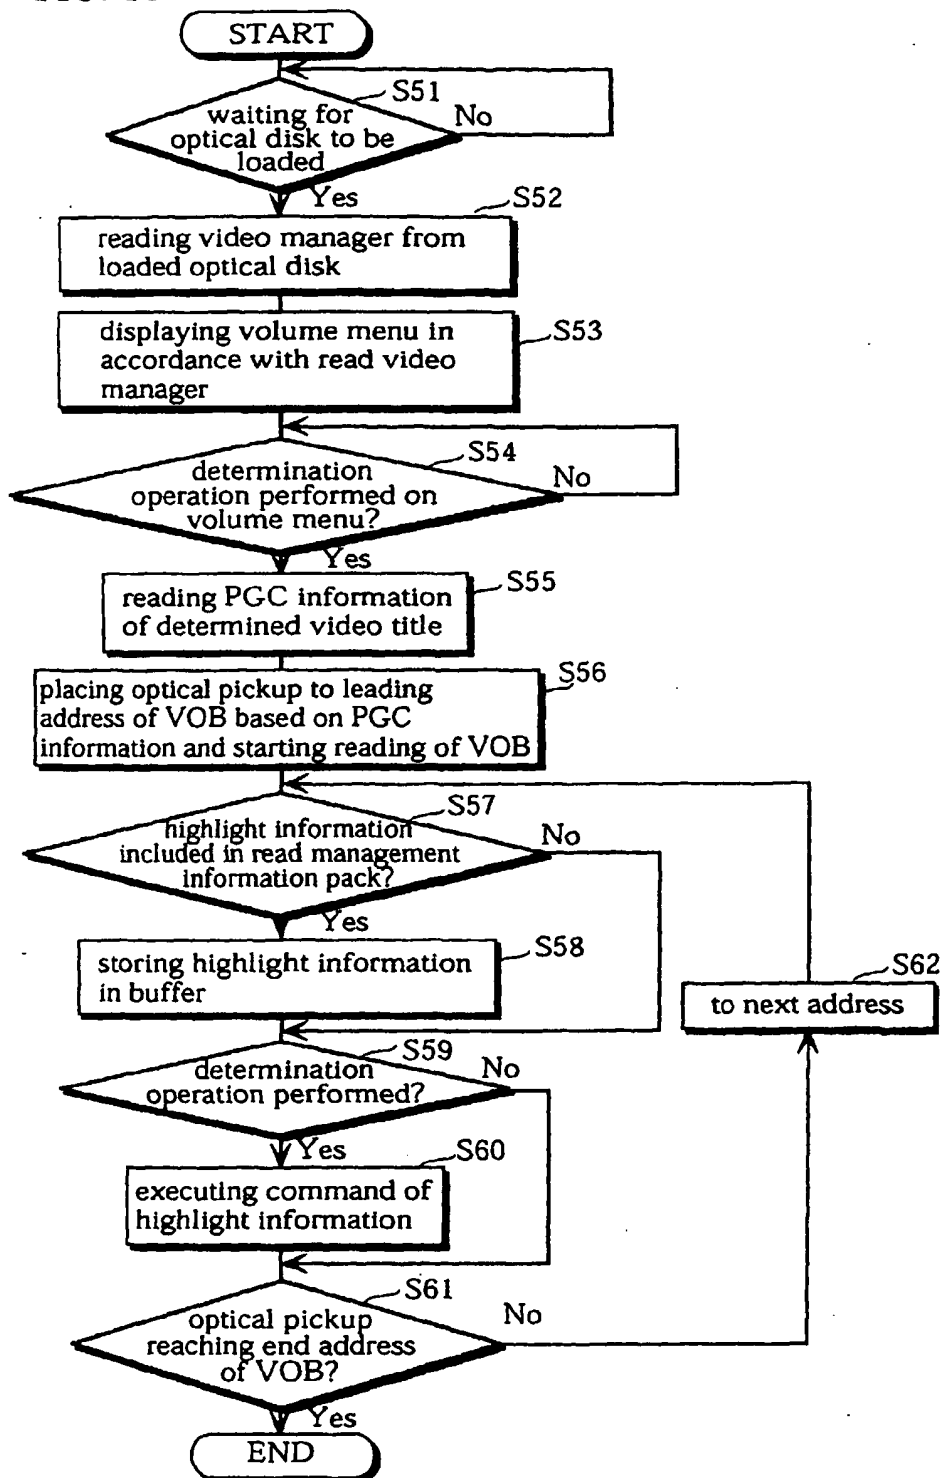 START
S51
waiting for
optical disk to be
loaded
No
Yes
S52
reading video manager from
loaded optical disk
S53
displaying volume menu in
accordance with read video
manager
S54
determination
operation performed on
volume menu?
No
Yes
S55
reading PGC information
of determined video title
S56
placing optical pickup to leading
address of VOB based on PGC
information and starting reading of VOB
S57
highlight information
included in read management
information pack?
No
Yes
S58
storing highlight information
in buffer
S62
to next address
S59
determination
operation performed?
No
Yes
S60
executing command of
highlight information
S61
optical pickup
reaching end address
of VOB?
No
Yes
END